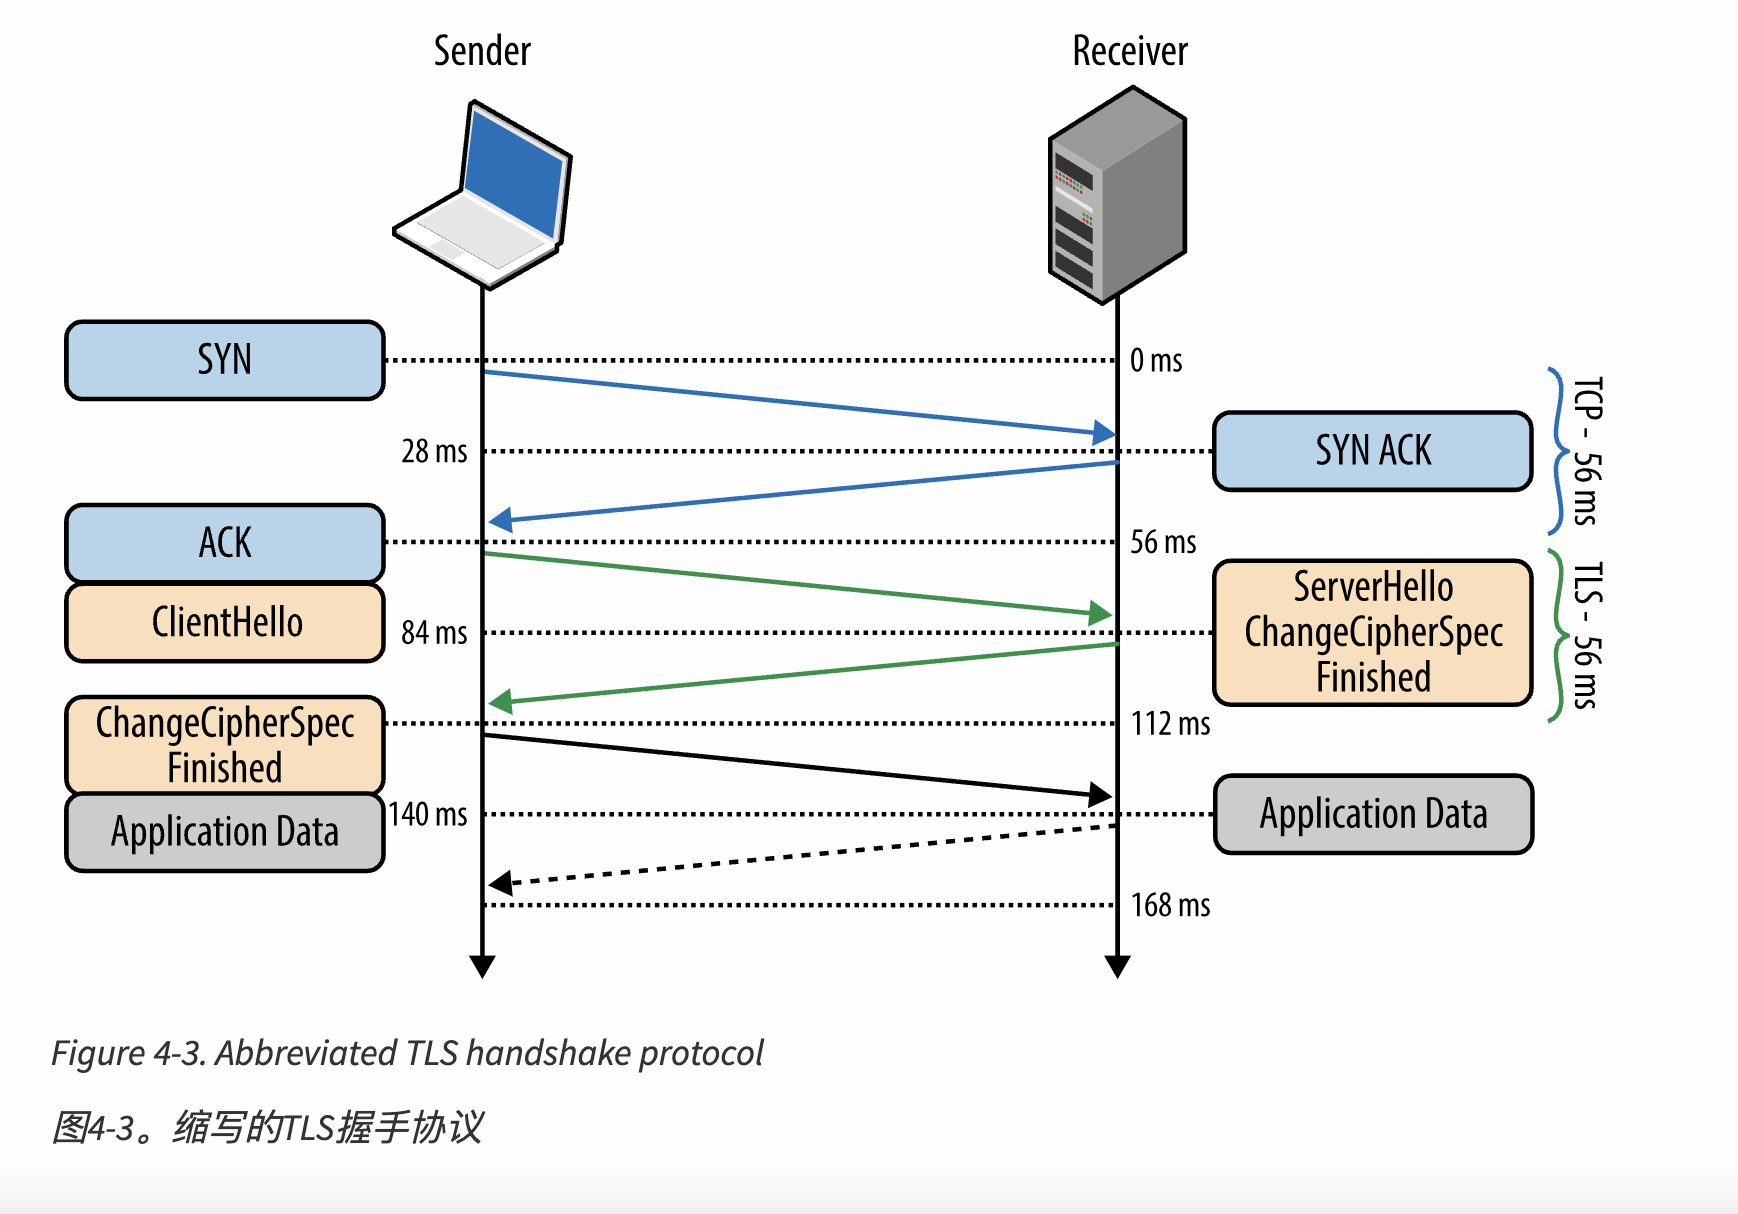 Sender
Receiver
SYN
0 ms
28 ms
SYN ACK
TCP - 56 ms
ACK
56 ms
ClientHello
84 ms
ServerHello
ChangeCipherSpec
Finished
TLS - 56 ms
ChangeCipherSpec
Finished
112 ms
Application Data
140 ms
Application Data
168 ms
Figure 4-3. Abbreviated TLS handshake protocol
图4-3。缩写的TLS握手协议